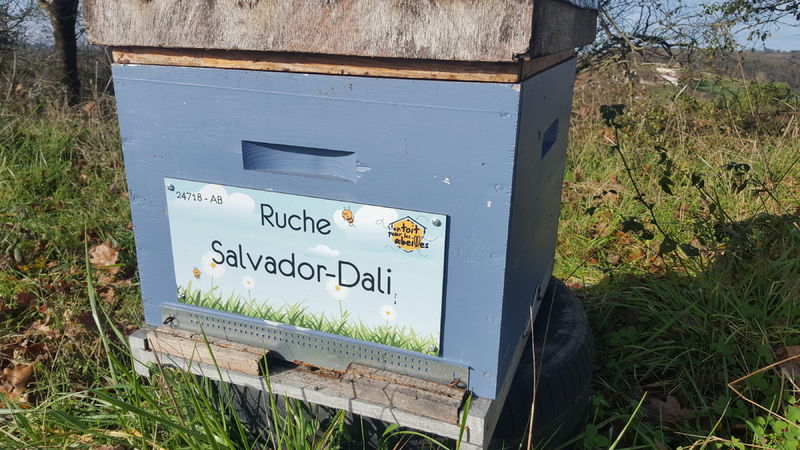 24718 - AB
Ruche
Salvador-Dali
un toit
pour les
abeilles